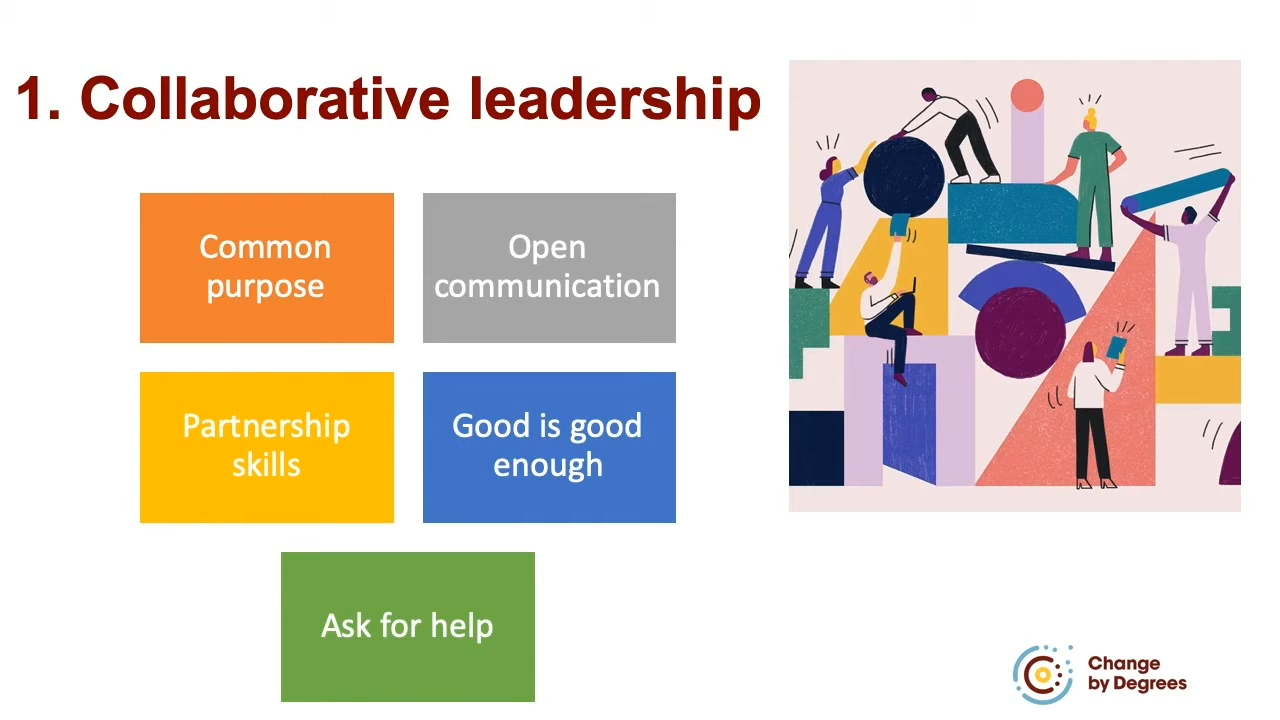 1. Collaborative leadership
Common
purpose
Open
communication
Partnership
skills
Good is good
enough
Ask for help
Change
by Degrees